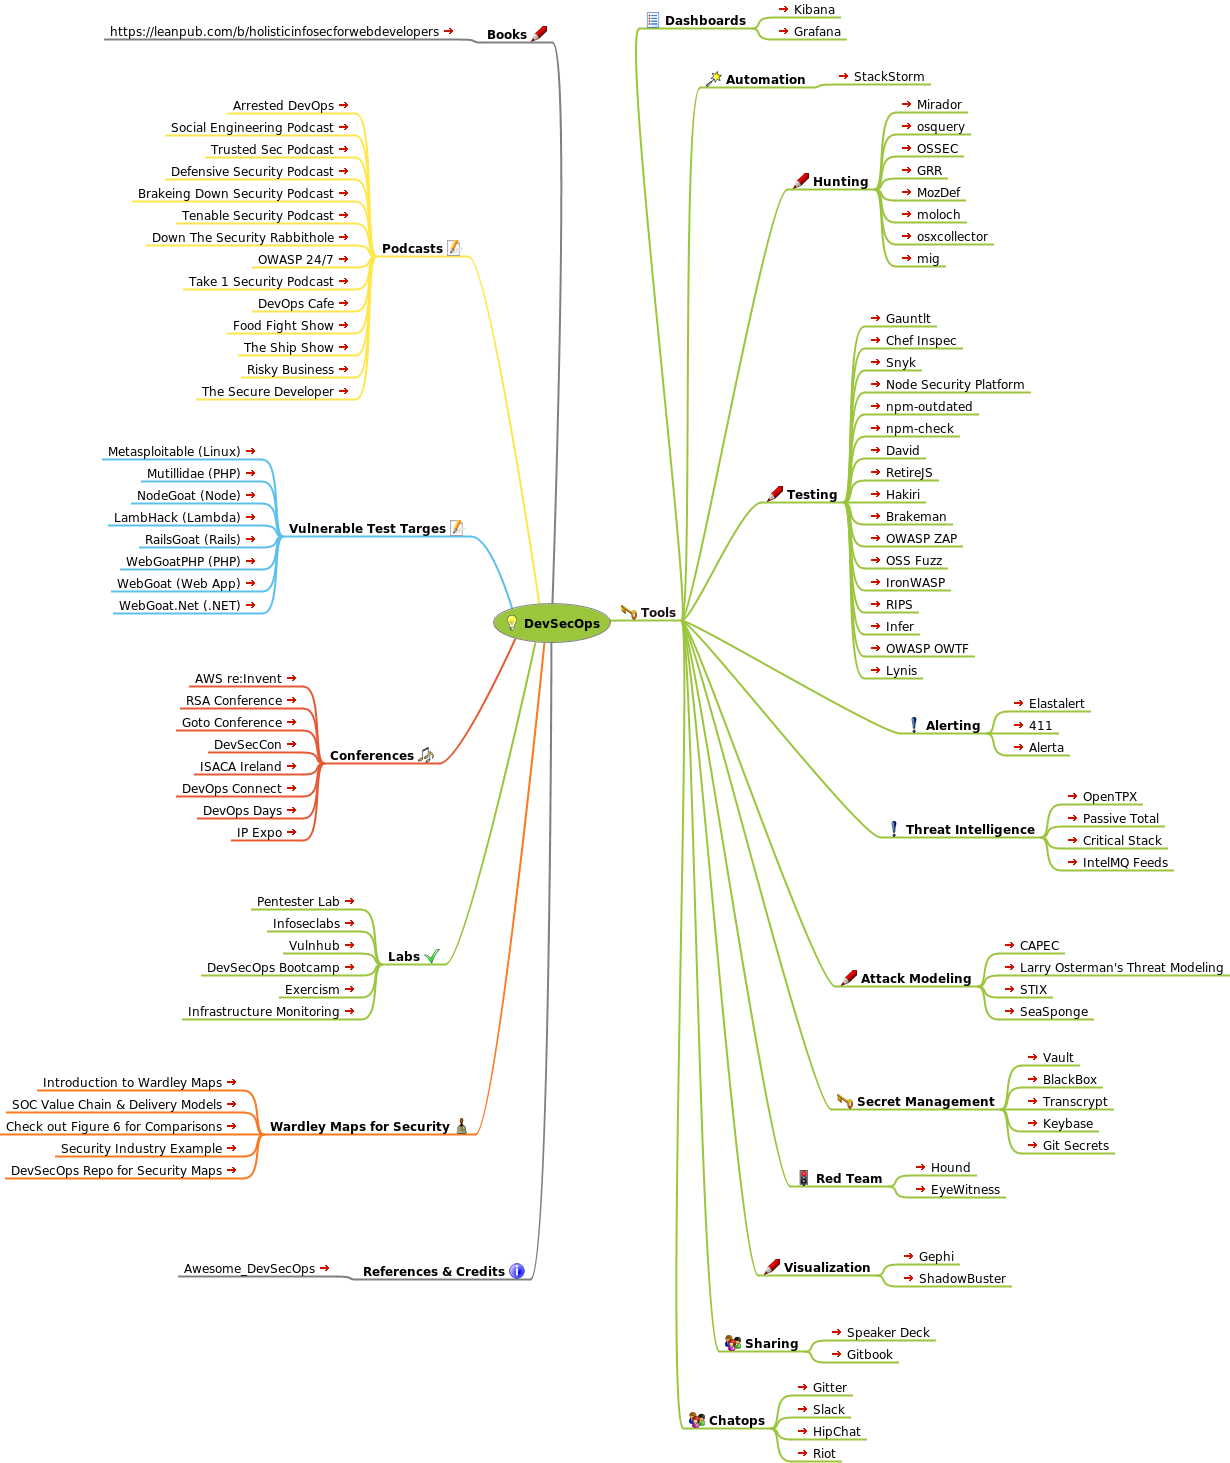 Books
https://leanpub.com/b/holisticinfosecforwebdevelopers
Podcasts
Arrested DevOps
Social Engineering Podcast
Trusted Sec Podcast
Defensive Security Podcast
Brakeing Down Security Podcast
Tenable Security Podcast
Down The Security Rabbithole
OWASP 24/7
Take 1 Security Podcast
DevOps Cafe
Food Fight Show
The Ship Show
Risky Business
The Secure Developer
Vulnerable Test Targes
Metasploitable (Linux)
Mutillidae (PHP)
NodeGoat (Node)
LambHack (Lambda)
RailsGoat (Rails)
WebGoatPHP (PHP)
WebGoat (Web App)
WebGoat.Net (.NET)
DevSecOps
Conferences
AWS re:Invent
RSA Conference
Goto Conference
DevSecCon
ISACA Ireland
DevOps Connect
DevOps Days
IP Expo
Labs
Pentester Lab
Infoseclabs
Vulnhub
DevSecOps Bootcamp
Exercism
Infrastructure Monitoring
Wardley Maps for Security
Introduction to Wardley Maps
SOC Value Chain & Delivery Models
Check out Figure 6 for Comparisons
Security Industry Example
DevSecOps Repo for Security Maps
References & Credits
Awesome_DevSecOps
Tools
Dashboards
Kibana
Grafana
Automation
StackStorm
Hunting
Mirador
osquery
OSSEC
GRR
MozDef
moloch
osxcollector
mig
Testing
Gauntlt
Chef Inspec
Snyk
Node Security Platform
npm-outdated
npm-check
David
RetireJS
Hakiri
Brakeman
OWASP ZAP
OSS Fuzz
IronWASP
RIPS
Infer
OWASP OWTF
Lynis
Alerting
Elastalert
411
Alerta
Threat Intelligence
OpenTPX
Passive Total
Critical Stack
IntelMQ Feeds
Attack Modeling
CAPEC
Larry Osterman's Threat Modeling
STIX
SeaSponge
Secret Management
Vault
BlackBox
Transcrypt
Keybase
Git Secrets
Red Team
Hound
EyeWitness
Visualization
Gephi
ShadowBuster
Sharing
Speaker Deck
Gitbook
Chatops
Gitter
Slack
HipChat
Riot